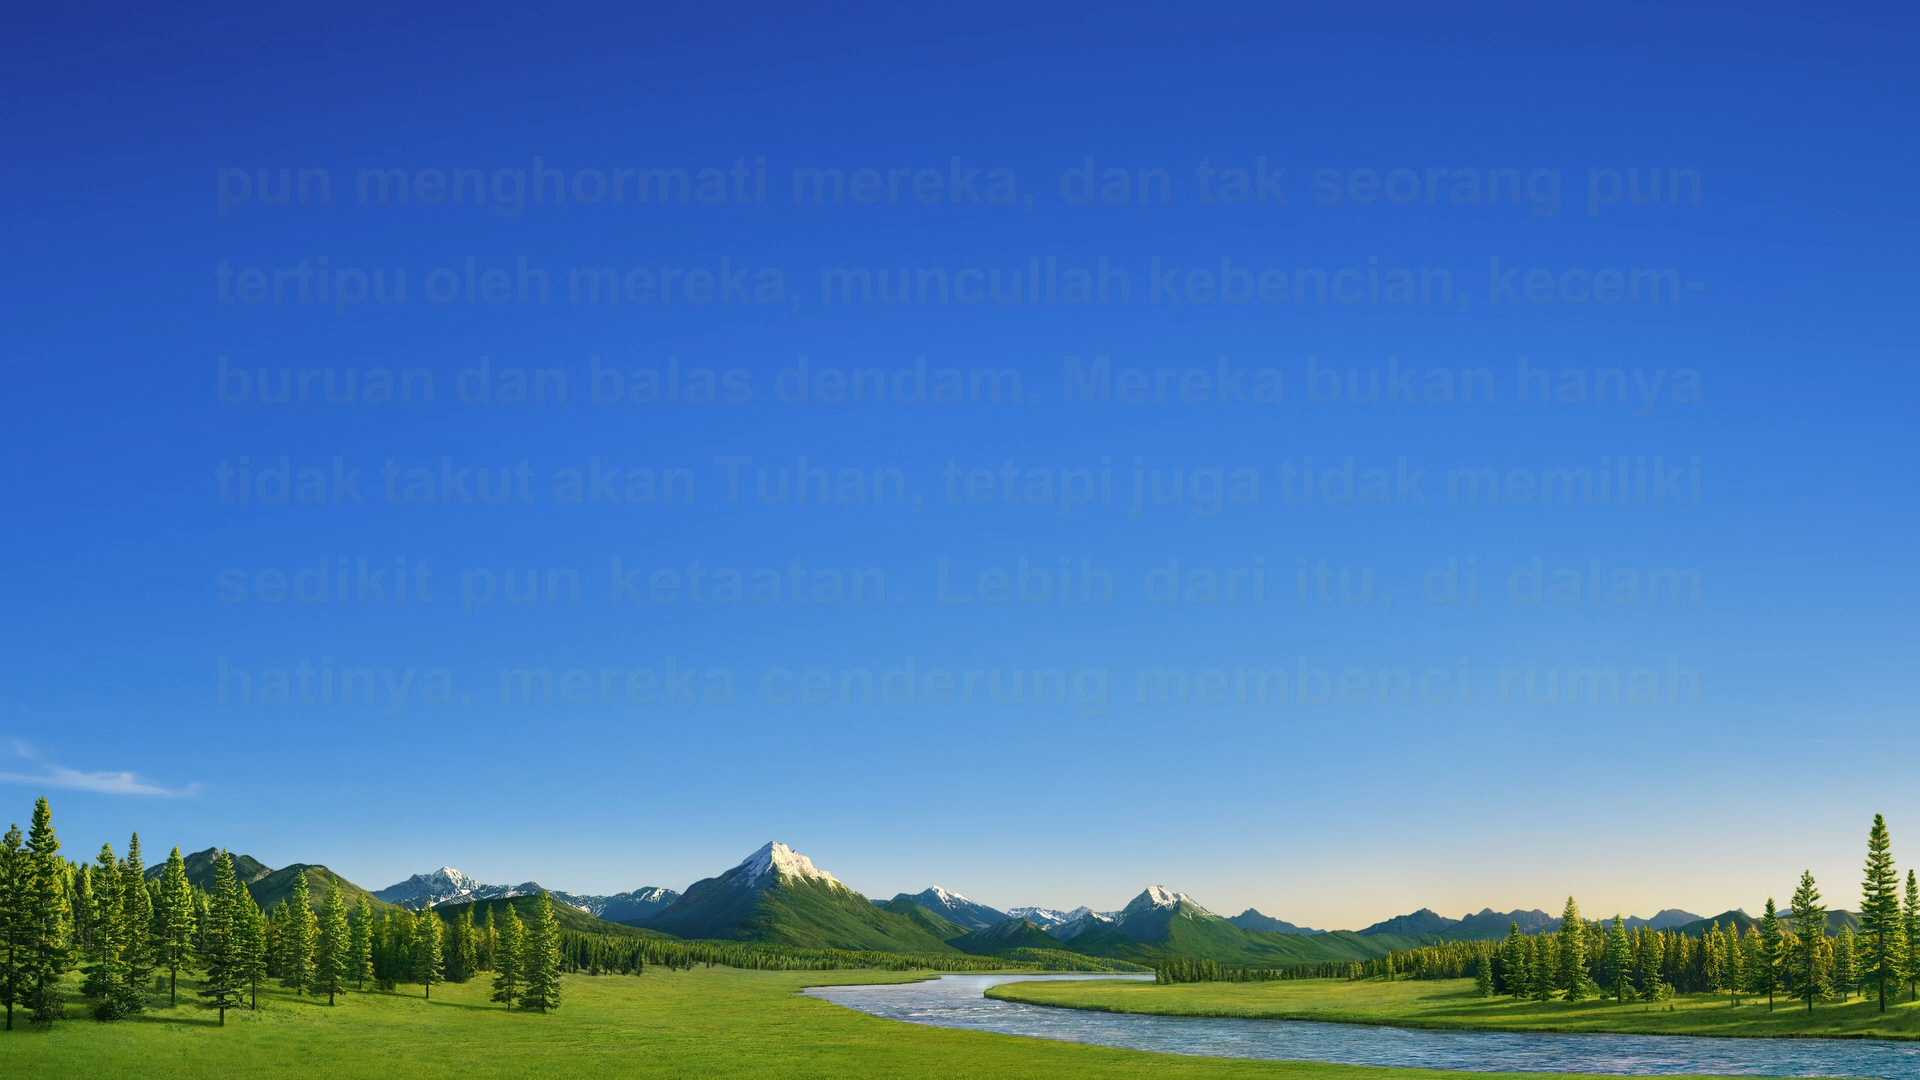 pun menghormati mereka, dan tak seorang pun
tertipu oleh mereka, muncullah kebencian, kecem-
buruan dan balas dendam. Mereka bukan hanya
tidak takut akan Tuhan, tetapi juga tidak memiliki
sedikit pun ketaatan. Lebih dari itu, di dalam
hatinya, mereka cenderung membenci rumah